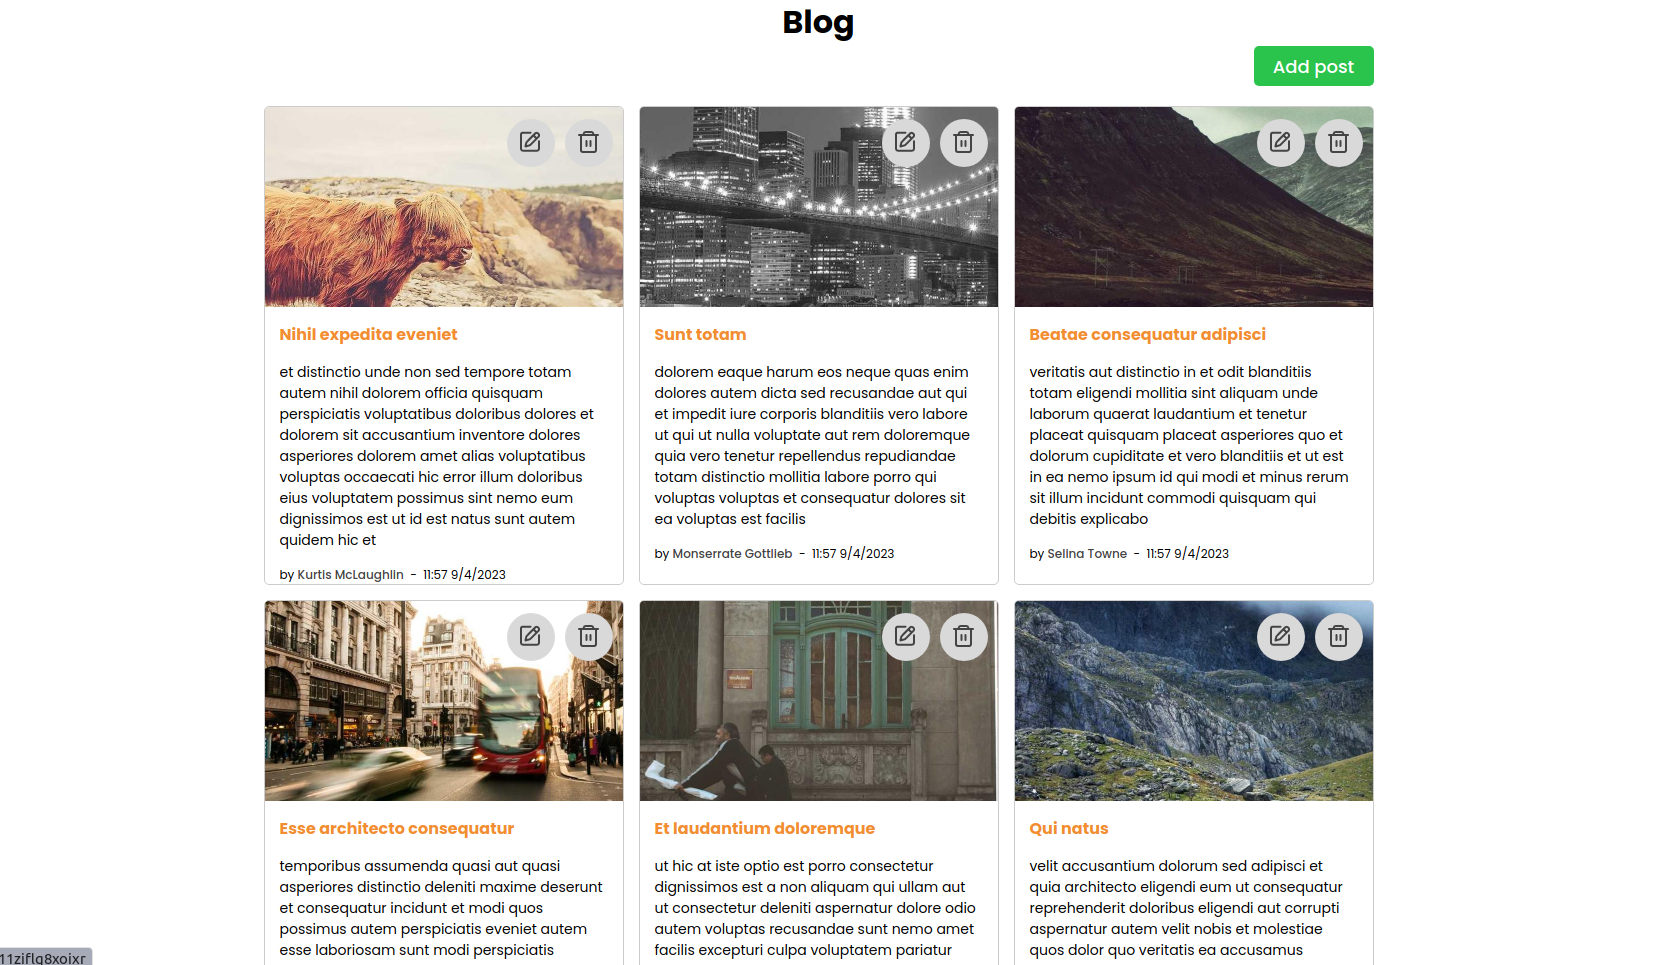 Blog
Add post
Nihil expedita eveniet
et distinctio unde non sed tempore totam
autem nihil dolorem officia quisquam
perspiciatis voluptatibus doloribus dolores et
dolorem sit accusantium inventore dolores
asperiores dolorem amet alias voluptatibus
voluptas occaecati hic error illum doloribus
eius voluptatem possimus sint nemo eum
dignissimos est ut id est natus sunt autem
quidem hic et
by Kurtis McLaughlin - 11:57 9/4/2023
Sunt totam
dolorem eaque harum eos neque quas enim
dolores autem dicta sed recusandae aut qui
et impedit iure corporis blanditiis vero labore
ut qui ut nulla voluptate aut rem doloremque
quia vero tenetur repellendus repudiandae
totam distinctio mollitia labore porro qui
voluptas voluptas et consequatur dolores sit
ea voluptas est facilis
by Monserrate Gottlieb - 11:57 9/4/2023
Beatae consequatur adipisci
veritatis aut distinctio in et odit blanditiis
totam eligendi mollitia sint aliquam unde
laborum quaerat laudantium et tenetur
placeat quisquam placeat asperiores quo et
dolorum cupiditate et vero blanditiis et ut est
in ea nemo ipsum id qui modi et minus rerum
sit illum incidunt commodi quisquam qui
debitis explicabo
by Selina Towne - 11:57 9/4/2023
Esse architecto consequatur
temporibus assumenda quasi aut quasi
asperiores distinctio deleniti maxime deserunt
et consequatur incidunt et modi quos
possimus autem perspiciatis eveniet autem
esse laboriosam sunt modi perspiciatis
Et laudantium doloremque
ut hic at iste optio est porro consectetur
dignissimos est a non aliquam qui ullam aut
ut consectetur deleniti aspernatur dolore odio
autem voluptas recusandae sunt nemo amet
facilis excepturi culpa voluptatem pariatur
Qui natus
velit accusantium dolorum sed adipisci et
quia architecto eligendi eum ut consequatur
reprehenderit doloribus eligendi aut corrupti
aspernatur autem velit nobis et molestiae
quos dolor quo veritatis ea accusamus